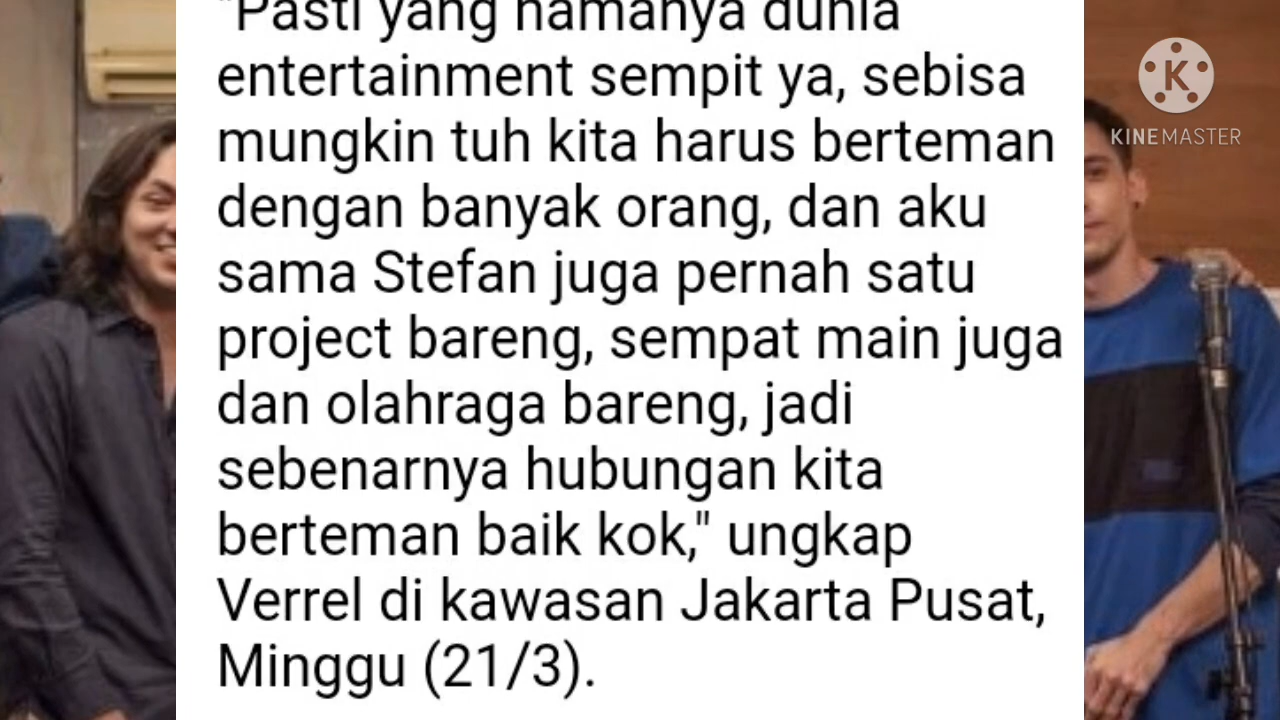 "Pasti yang namanya dunia
entertainment sempit ya, sebisa
mungkin tuh kita harus berteman
dengan banyak orang, dan aku
sama Stefan juga pernah satu
project bareng, sempat main juga
dan olahraga bareng, jadi
sebenarnya hubungan kita
berteman baik kok," ungkap
Verrel di kawasan Jakarta Pusat,
Minggu (21/3).
K
KINEMASTER